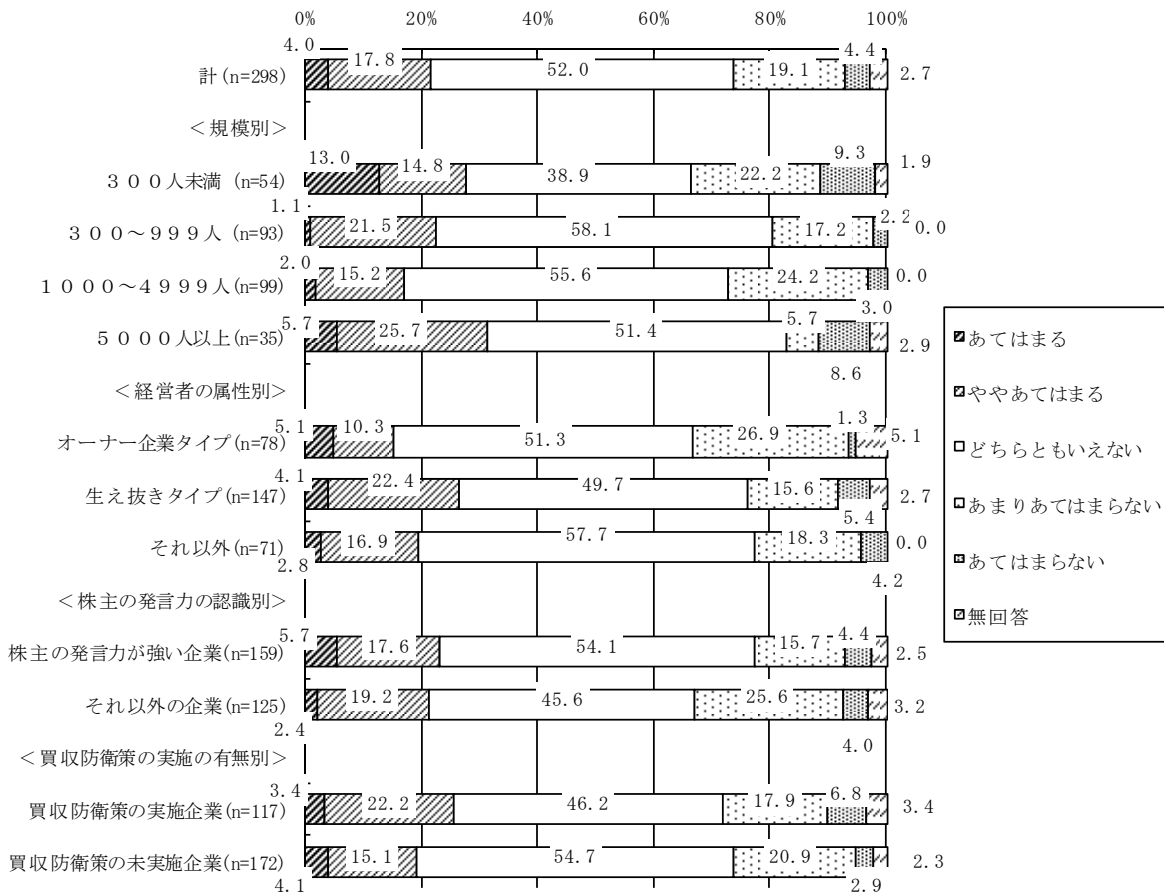 0% 20% 40% 60% 80% 100%
計(n=298) 4.0 17.8 52.0 19.1 4.4 2.7
＜規模別＞
３００人未満 (n=54) 13.0 14.8 38.9 22.2 9.3 1.9
３００～９９９人 (n=93) 1.1 21.5 58.1 17.2 2.2 0.0
１０００～４９９９人(n=99) 2.0 15.2 55.6 24.2 3.0 0.0
５０００人以上(n=35) 5.7 25.7 51.4 5.7 8.6 2.9
＜経営者の属性別＞
オーナー企業タイプ(n=78) 5.1 10.3 51.3 26.9 1.3 5.1
生え抜きタイプ(n=147) 4.1 22.4 49.7 15.6 5.4 2.7
それ以外(n=71) 2.8 16.9 57.7 18.3 4.2 0.0
＜株主の発言力の認識別＞
株主の発言力が強い企業(n=159) 5.7 17.6 54.1 15.7 4.4 2.5
それ以外の企業(n=125) 2.4 19.2 45.6 25.6 4.0 3.2
＜買収防衛策の実施の有無別＞
買収防衛策の実施企業(n=117) 3.4 22.2 46.2 17.9 6.8 3.4
買収防衛策の未実施企業(n=172) 4.1 15.1 54.7 20.9 2.9 2.3
あてはまる
ややあてはまる
どちらともいえない
あまりあてはまらない
あてはまらない
無回答